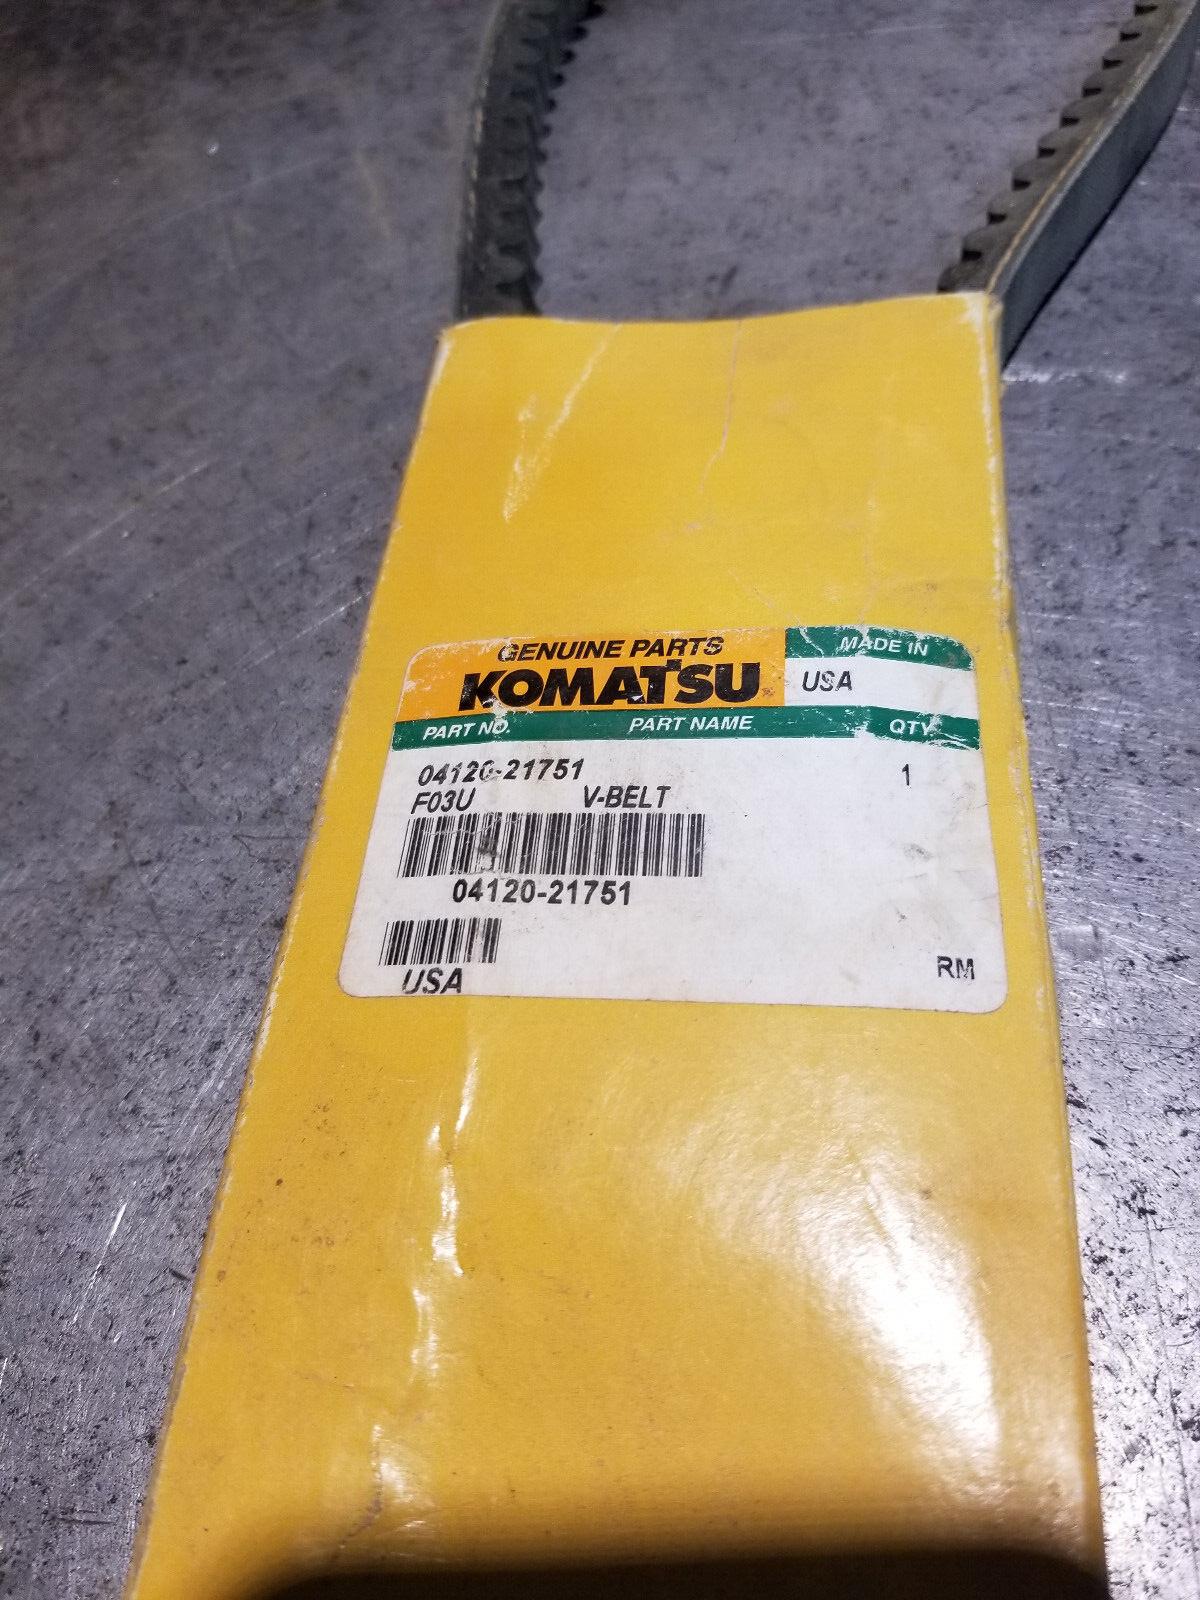 GENUINE PARTS
KOMATSU
MADE IN
USA
PART NO. PART NAME QTY.
04120-21751 1
F03U V-BELT
04120-21751
USA
RM